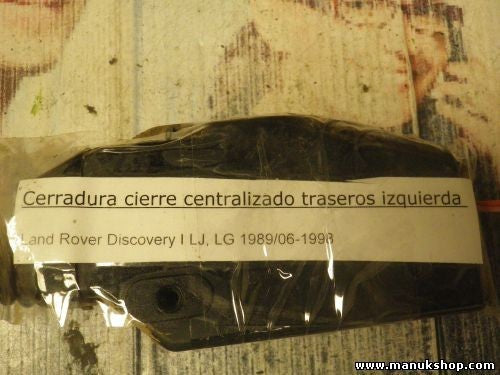 Cerradura cierre centralizado traseros izquierda
Land Rover Discovery I LJ, LG 1989/06-1998
www.manukshop.com